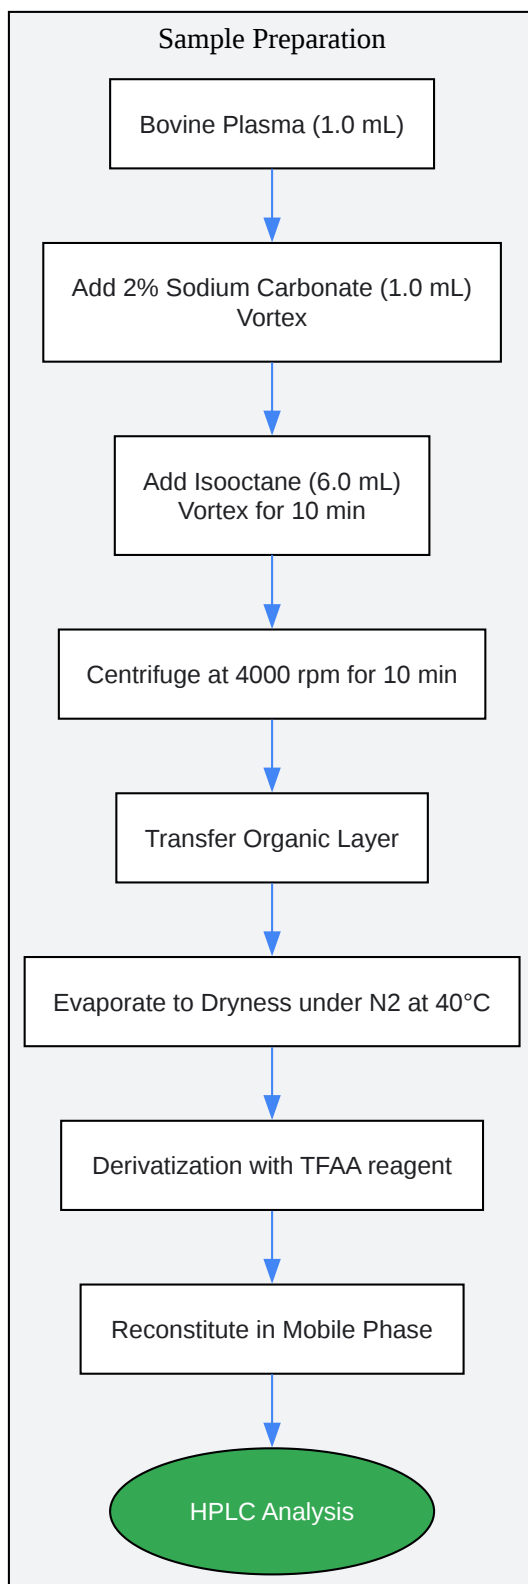 Sample Preparation
Bovine Plasma (1.0 mL)
Add 2% Sodium Carbonate (1.0 mL)
Vortex
Add Isooctane (6.0 mL)
Vortex for 10 min
Centrifuge at 4000 rpm for 10 min
Transfer Organic Layer
Evaporate to Dryness under N2 at 40°C
Derivatization with TFAA reagent
Reconstitute in Mobile Phase
HPLC Analysis